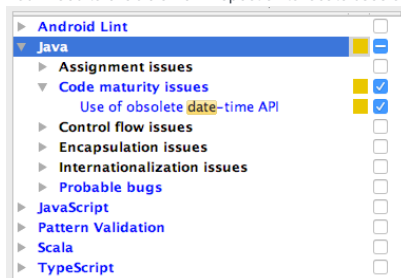 Android Lint
Java
Assignment issues
Code maturity issues
Use of obsolete date-time API
Control flow issues
Encapsulation issues
Internationalization issues
Probable bugs
JavaScript
Pattern Validation
Scala
TypeScript